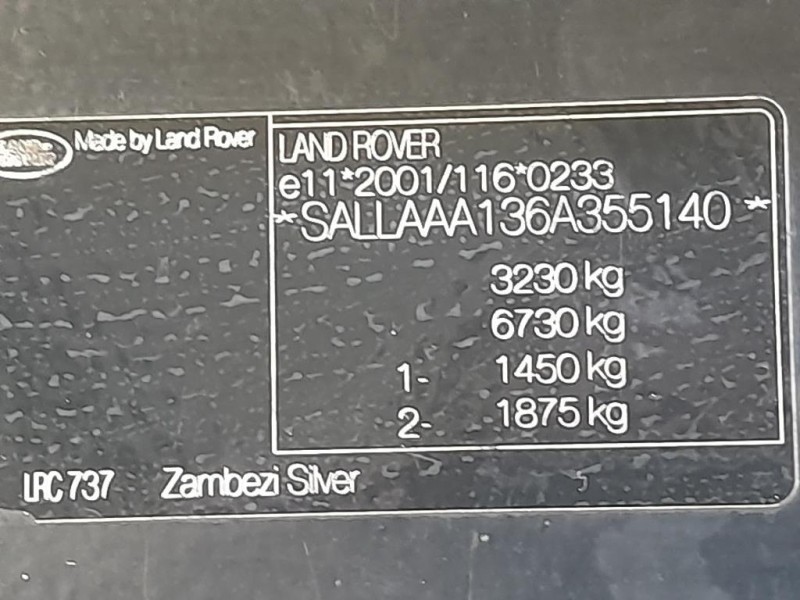 Made by Land Rover
LAND ROVER
e11*2001/116*0233
*SALLAAA136A355140*
3230 kg
6730 kg
1- 1450 kg
2- 1875 kg
LRC 737 Zambezi Silver